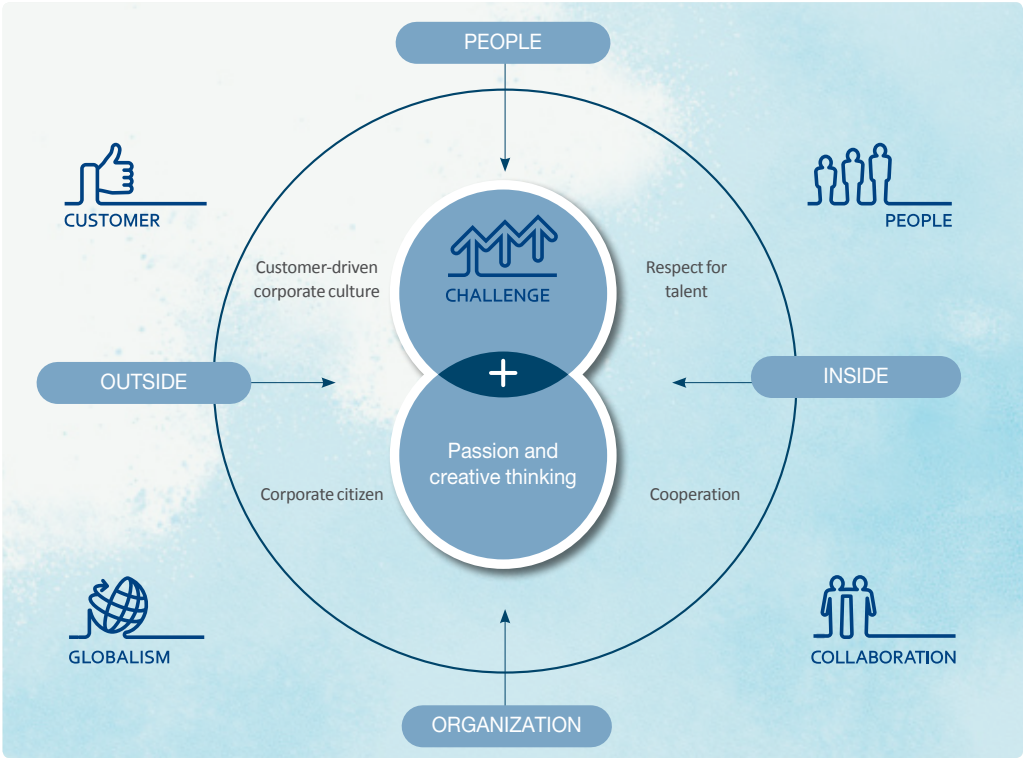 PEOPLE
CUSTOMER
PEOPLE
Customer-driven
corporate culture
CHALLENGE
Respect for
talent
OUTSIDE
+
INSIDE
Passion and
creative thinking
Corporate citizen
Cooperation
GLOBALISM
COLLABORATION
ORGANIZATION